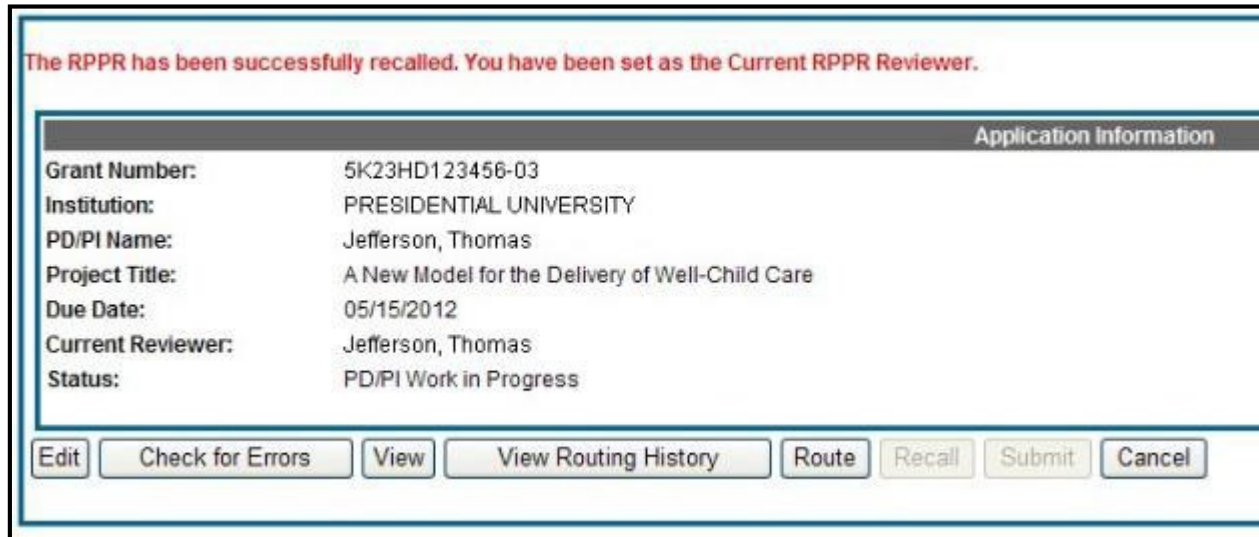 The RPPR has been successfully recalled. You have been set as the Current RPPR Reviewer.
Application Information
Grant Number: 5K23HD123456-03
Institution: PRESIDENTIAL UNIVERSITY
PD/PI Name: Jefferson, Thomas
Project Title: A New Model for the Delivery of Well-Child Care
Due Date: 05/15/2012
Current Reviewer: Jefferson, Thomas
Status: PD/PI Work in Progress
Edit Check for Errors View View Routing History Route Recall Submit Cancel